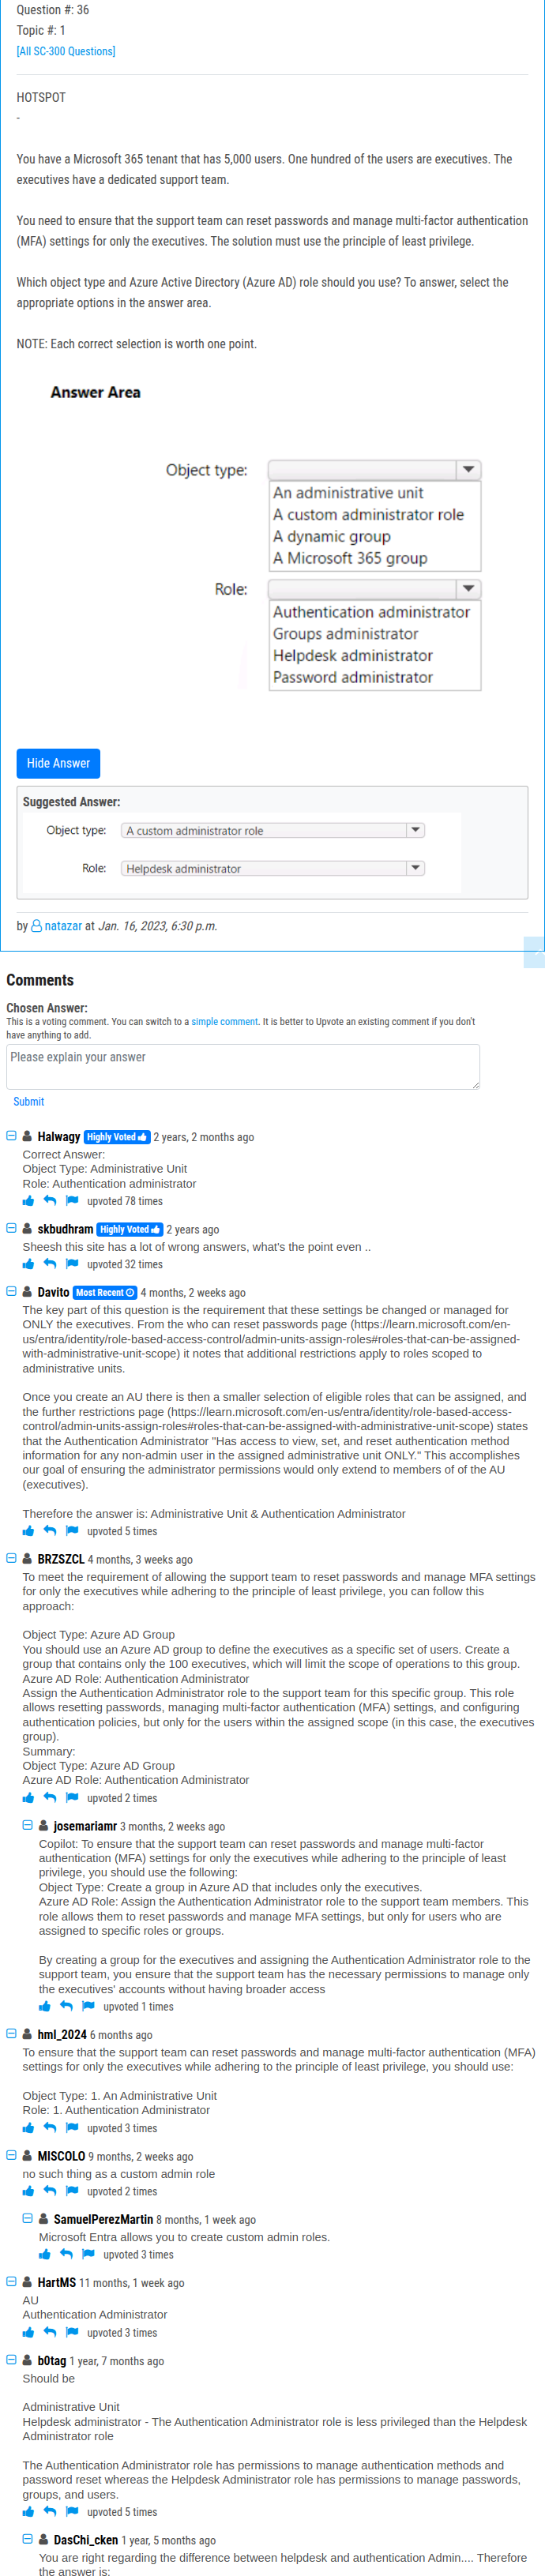 Question #: 36
Topic #: 1
[All SC-300 Questions]
HOTSPOT
-
You have a Microsoft 365 tenant that has 5,000 users. One hundred of the users are executives. The
executives have a dedicated support team.
You need to ensure that the support team can reset passwords and manage multi-factor authentication
(MFA) settings for only the executives. The solution must use the principle of least privilege.
Which object type and Azure Active Directory (Azure AD) role should you use? To answer, select the
appropriate options in the answer area.
NOTE: Each correct selection is worth one point.
Answer Area
Object type:
An administrative unit
A custom administrator role
A dynamic group
A Microsoft 365 group
Role:
Authentication administrator
Groups administrator
Helpdesk administrator
Password administrator
Hide Answer
Suggested Answer:
Object type: A custom administrator role
Role: Helpdesk administrator
by natazar at Jan. 16, 2023, 6:30 p.m.
Comments
Chosen Answer:
This is a voting comment. You can switch to a simple comment. It is better to Upvote an existing comment if you don't
have anything to add.
Please explain your answer
Submit
Halwagy Highly Voted 2 years, 2 months ago
Correct Answer:
Object Type: Administrative Unit
Role: Authentication administrator
upvoted 78 times
skbudhram Highly Voted 2 years ago
Sheesh this site has a lot of wrong answers, what's the point even ..
upvoted 32 times
Davito Most Recent 4 months, 2 weeks ago
The key part of this question is the requirement that these settings be changed or managed for
ONLY the executives. From the who can reset passwords page (https://learn.microsoft.com/en-
us/entra/identity/role-based-access-control/admin-units-assign-roles#roles-that-can-be-assigned-
with-administrative-unit-scope) it notes that additional restrictions apply to roles scoped to
administrative units.
Once you create an AU there is then a smaller selection of eligible roles that can be assigned, and
the further restrictions page (https://learn.microsoft.com/en-us/entra/identity/role-based-access-
control/admin-units-assign-roles#roles-that-can-be-assigned-with-administrative-unit-scope) states
that the Authentication Administrator "Has access to view, set, and reset authentication method
information for any non-admin user in the assigned administrative unit ONLY." This accomplishes
our goal of ensuring the administrator permissions would only extend to members of of the AU
(executives).
Therefore the answer is: Administrative Unit & Authentication Administrator
upvoted 5 times
BRZSZCL 4 months, 3 weeks ago
To meet the requirement of allowing the support team to reset passwords and manage MFA settings
for only the executives while adhering to the principle of least privilege, you can follow this
approach:
Object Type: Azure AD Group
You should use an Azure AD group to define the executives as a specific set of users. Create a
group that contains only the 100 executives, which will limit the scope of operations to this group.
Azure AD Role: Authentication Administrator
Assign the Authentication Administrator role to the support team for this specific group. This role
allows resetting passwords, managing multi-factor authentication (MFA) settings, and configuring
authentication policies, but only for the users within the assigned scope (in this case, the executives
group).
Summary:
Object Type: Azure AD Group
Azure AD Role: Authentication Administrator
upvoted 2 times
josemariamr 3 months, 2 weeks ago
Copilot: To ensure that the support team can reset passwords and manage multi-factor
authentication (MFA) settings for only the executives while adhering to the principle of least
privilege, you should use the following:
Object Type: Create a group in Azure AD that includes only the executives.
Azure AD Role: Assign the Authentication Administrator role to the support team members. This
role allows them to reset passwords and manage MFA settings, but only for users who are
assigned to specific roles or groups.
By creating a group for the executives and assigning the Authentication Administrator role to the
support team, you ensure that the support team has the necessary permissions to manage only
the executives' accounts without having broader access
upvoted 1 times
hml_2024 6 months ago
To ensure that the support team can reset passwords and manage multi-factor authentication (MFA)
settings for only the executives while adhering to the principle of least privilege, you should use:
Object Type: 1. An Administrative Unit
Role: 1. Authentication Administrator
upvoted 3 times
MISCOLO 9 months, 2 weeks ago
no such thing as a custom admin role
upvoted 2 times
SamuelPerezMartin 8 months, 1 week ago
Microsoft Entra allows you to create custom admin roles.
upvoted 3 times
HartMS 11 months, 1 week ago
AU
Authentication Administrator
upvoted 3 times
b0tag 1 year, 7 months ago
Should be
Administrative Unit
Helpdesk administrator - The Authentication Administrator role is less privileged than the Helpdesk
Administrator role
The Authentication Administrator role has permissions to manage authentication methods and
password reset whereas the Helpdesk Administrator role has permissions to manage passwords,
groups, and users.
upvoted 5 times
DasChi_cken 1 year, 5 months ago
You are right regarding the difference between helpdesk and authentication Admin.... Therefore
the answer is: